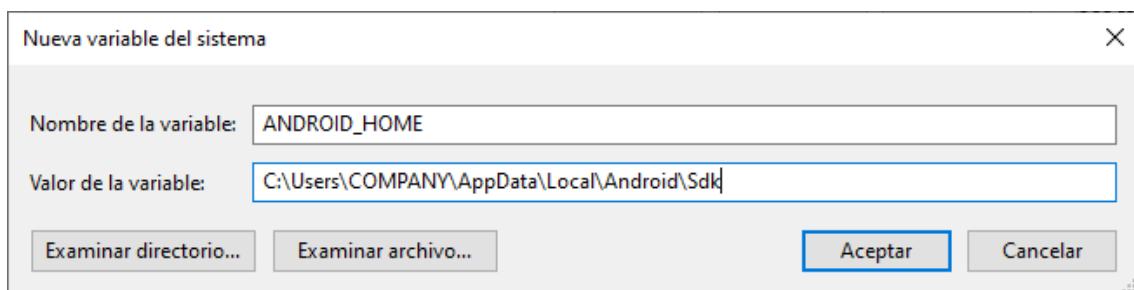 Nueva variable del sistema
Nombre de la variable: ANDROID_HOME
Valor de la variable: C:\Users\COMPANY\AppData\Local\Android\Sdk
Examinar directorio... Examinar archivo... Aceptar Cancelar